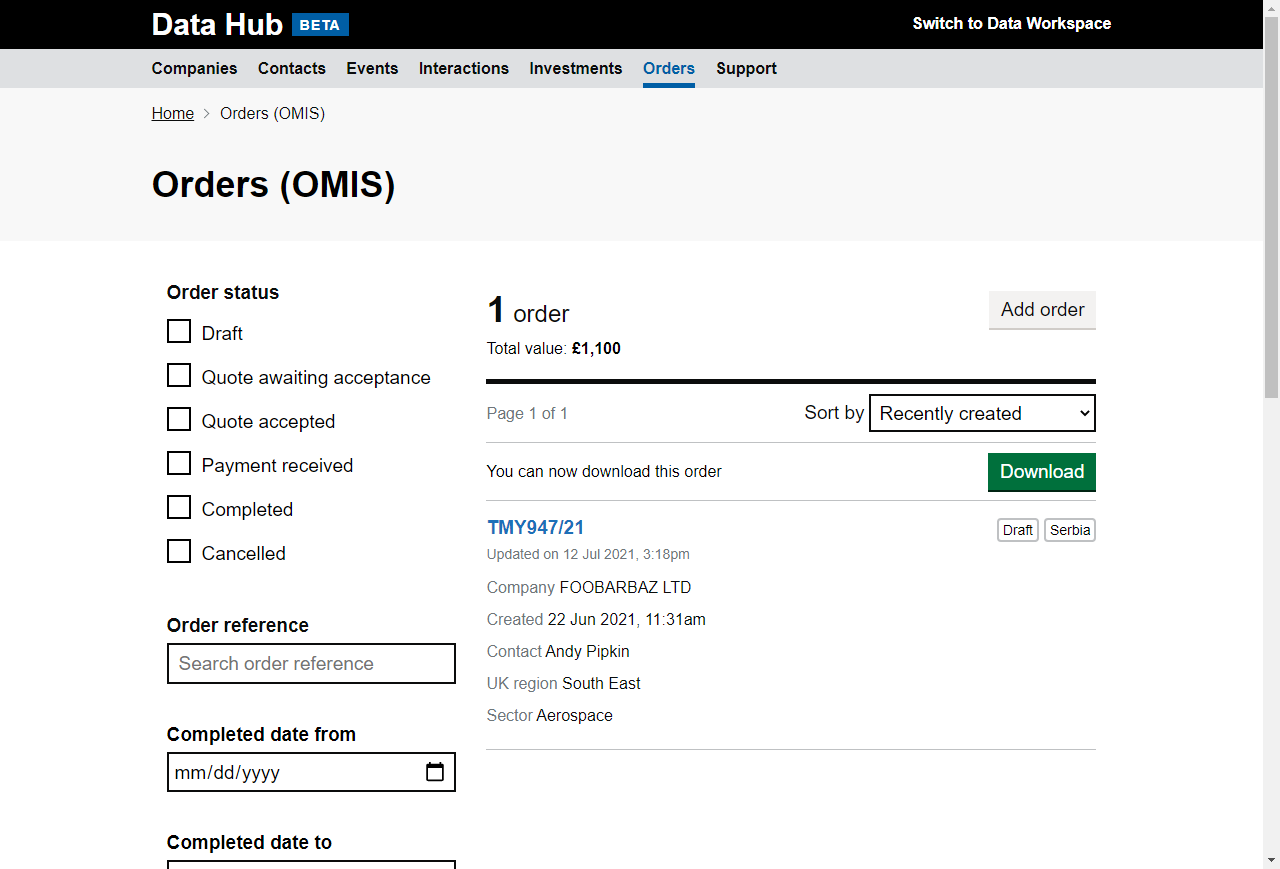 Data Hub BETA
Switch to Data Workspace
Companies Contacts Events Interactions Investments Orders Support
Home Orders (OMIS)
Orders (OMIS)
Order status
Draft
Quote awaiting acceptance
Quote accepted
Payment received
Completed
Cancelled
Order reference
Search order reference
Completed date from
mm/dd/yyyy
Completed date to
1 order
Add order
Total value: £1,100
Page 1 of 1
Sort by Recently created
You can now download this order
Download
TMY947/21
Draft Serbia
Updated on 12 Jul 2021, 3:18pm
Company FOOBARBAZ LTD
Created 22 Jun 2021, 11:31am
Contact Andy Pipkin
UK region South East
Sector Aerospace